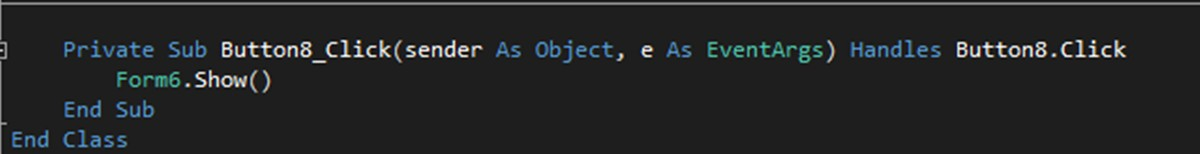 Private Sub Button8_Click(sender As Object, e As EventArgs) Handles Button8.Click
Form6.Show()
End Sub
End Class